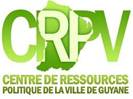 CRPV
CENTRE DE RESSOURCES
POLITIQUE DE LA VILLE DE GUYANE